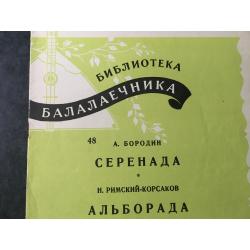 БИБЛИОТЕКА
БАЛАЛАЕЧНИКА
48
А. БОРОДИН
СЕРЕНАДА
Н. РИМСКИЙ-КОРСАКОВ
АЛЬБОРАДА